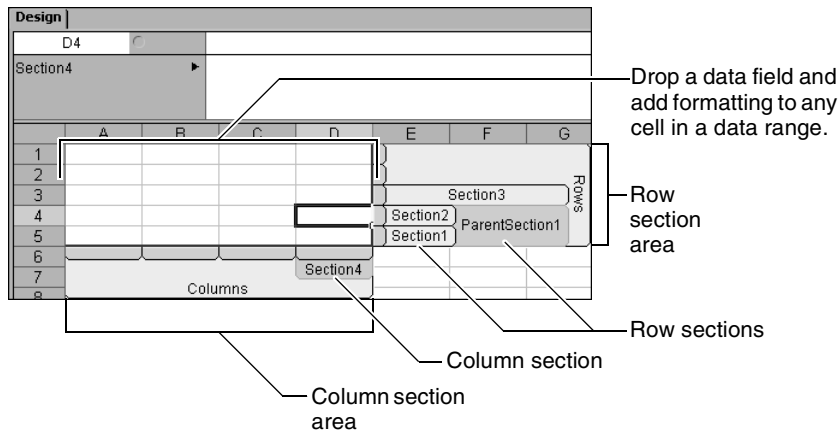 Design
D4
Section4
Drop a data field and
add formatting to any
cell in a data range.
A B C D E F G
1
2
3 Section3
4 Section2
5 Section1 ParentSection1
Rows
6
7 Section4
8 Columns
Row
section
area
Row sections
Column section
Column section
area